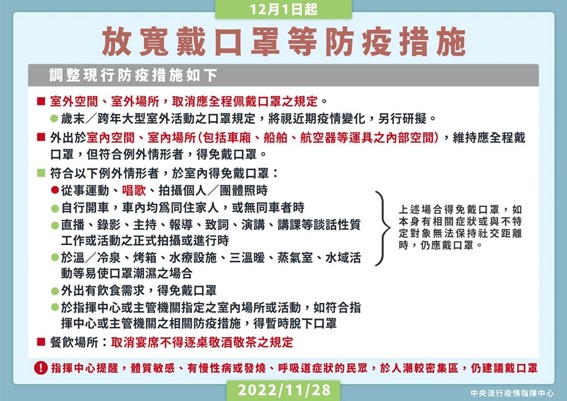 12月1日起
放寬戴口罩等防疫措施
調整現行防疫措施如下
室外空間、室外場所，取消應全程佩戴口罩之規定。
歲末／跨年大型室外活動之口罩規定，將視近期疫情變化，另行研擬。
外出於室內空間、室內場所(包括車廂、船舶、航空器等運具之內部空間)，維持應全程戴
口罩，但符合例外情形者，得免戴口罩。
符合以下例外情形者，於室內得免戴口罩：
從事運動、唱歌、拍攝個人／團體照時
自行開車，車內均為同住家人，或無同車者時
直播、錄影、主持、報導、致詞、演講、講課等談話性質
工作或活動之正式拍攝或進行時
於溫／冷泉、烤箱、水療設施、三溫暖、蒸氣室、水域活
動等易使口罩潮濕之場合
外出有飲食需求，得免戴口罩
於指揮中心或主管機關指定之室內場所或活動，如符合指
揮中心或主管機關之相關防疫措施，得暫時脫下口罩
上述場合得免戴口罩，如
本身有相關症狀或與不特
定對象無法保持社交距離
時，仍應戴口罩。
餐飲場所：取消宴席不得逐桌敬酒敬茶之規定
指揮中心提醒，體質敏感、有慢性病或發燒、呼吸道症狀的民眾，於人潮較密集區，仍建議戴口罩
2022/11/28
中央流行疫情指揮中心